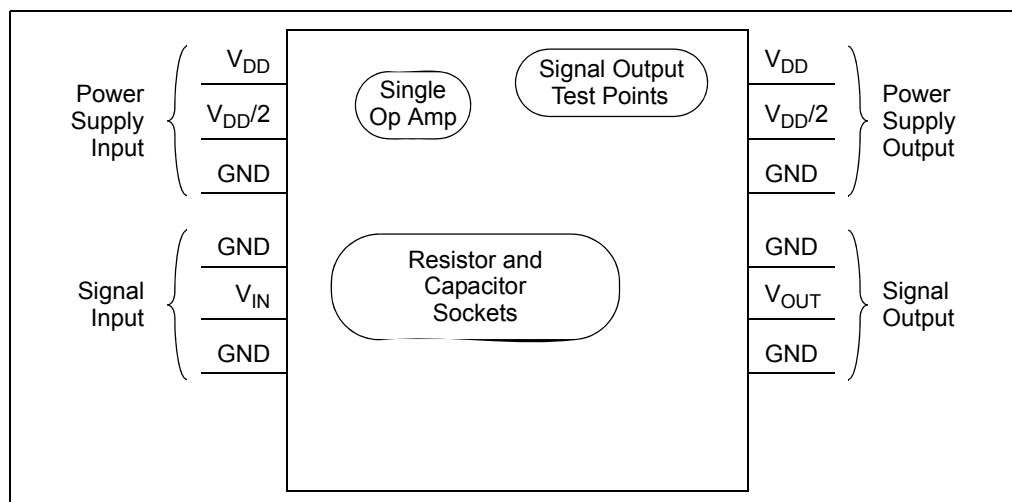 Power
Supply
Input
V_DD
V_DD/2
GND
Signal
Input
GND
V_IN
GND
Single
Op Amp
Signal Output
Test Points
Resistor and
Capacitor
Sockets
V_DD
V_DD/2
GND
Power
Supply
Output
GND
V_OUT
GND
Signal
Output